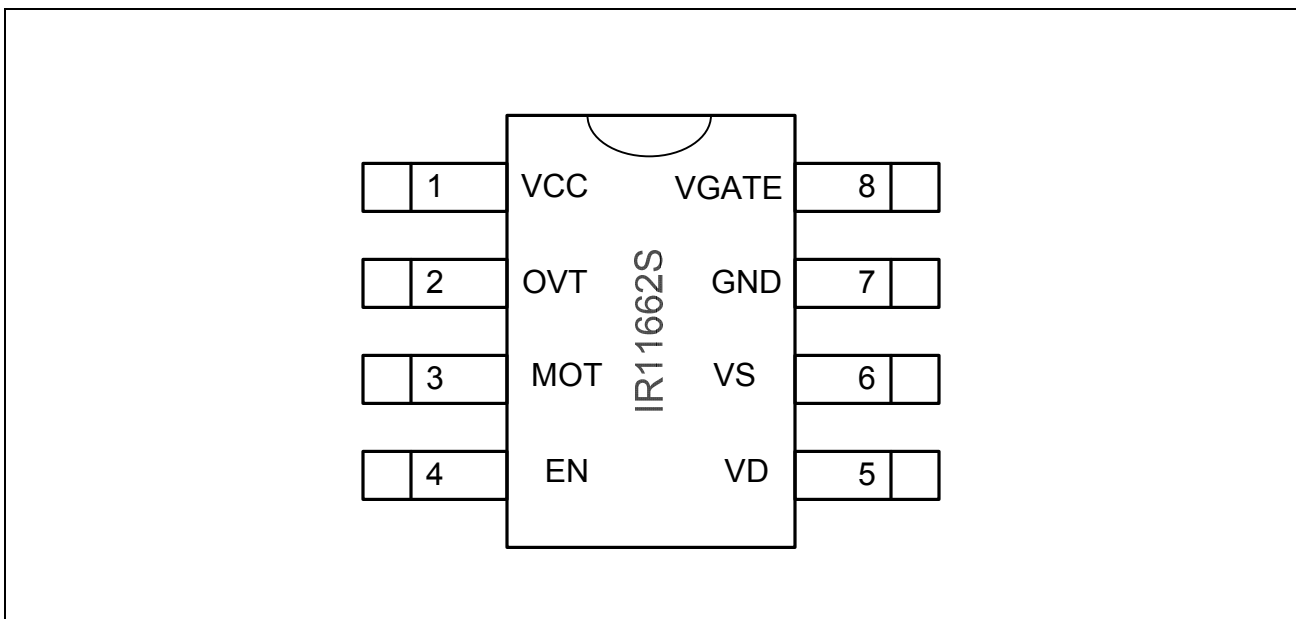 1 VCC VGATE 8
2 OVT GND 7
3 MOT VS 6
4 EN VD 5
IR11662S